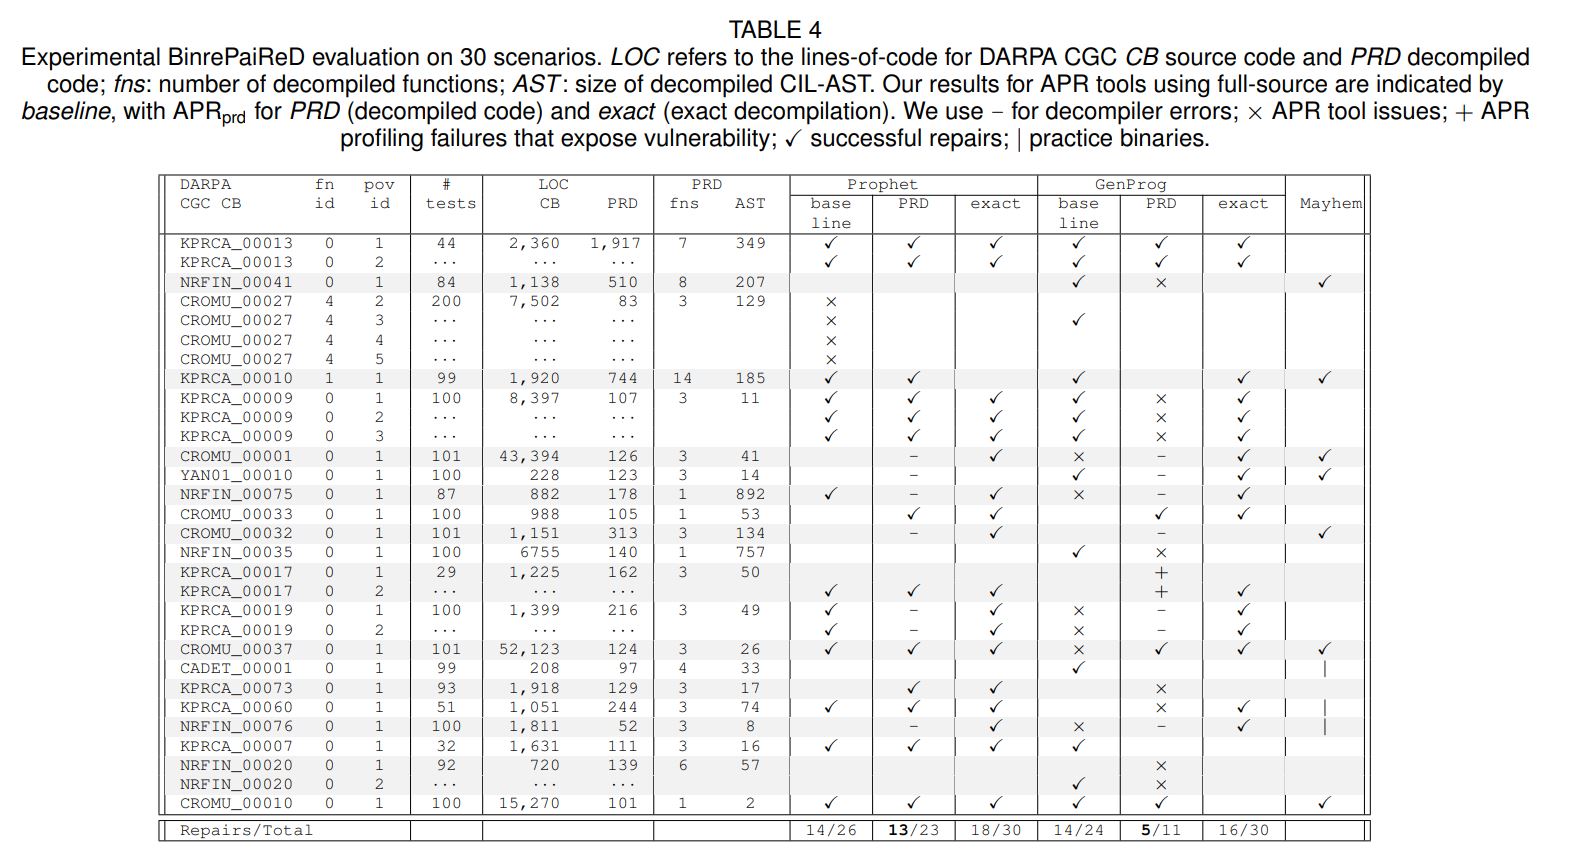 TABLE 4
Experimental BinrePaiReD evaluation on 30 scenarios. LOC refers to the lines-of-code for DARPA CGC CB source code and PRD decompiled
code; fns: number of decompiled functions; AST: size of decompiled CIL-AST. Our results for APR tools using full-source are indicated by
baseline, with APRprd for PRD (decompiled code) and exact (exact decompilation). We use – for decompiler errors; × APR tool issues; + APR
profiling failures that expose vulnerability; ✓ successful repairs; | practice binaries.
DARPA fn pov # LOC PRD Prophet GenProg
CGC CB id id tests CB PRD fns AST base PRD exact base PRD exact Mayhem
line line
KPRCA_00013 0 1 44 2,360 1,917 7 349 ✓ ✓ ✓ ✓ ✓ ✓
KPRCA_00013 0 2 ... ... ... ✓ ✓ ✓ ✓ ✓ ✓
NRFIN_00041 0 1 84 1,138 510 8 207 ✓ × ✓
CROMU_00027 4 2 200 7,502 83 3 129 ×
CROMU_00027 4 3 ... ... ... × ✓
CROMU_00027 4 4 ... ... ... ×
CROMU_00027 4 5 ... ... ... ×
KPRCA_00010 1 1 99 1,920 744 14 185 ✓ ✓ ✓ ✓ ✓
KPRCA_00009 0 1 100 8,397 107 3 11 ✓ ✓ ✓ ✓ × ✓
KPRCA_00009 0 2 ... ... ... ✓ ✓ ✓ ✓ × ✓
KPRCA_00009 0 3 ... ... ... ✓ ✓ ✓ ✓ × ✓
CROMU_00001 0 1 101 43,394 126 3 41 – ✓ × – ✓ ✓
YAN01_00010 0 1 100 228 123 3 14 – ✓ – ✓ ✓
NRFIN_00075 0 1 87 882 178 1 892 ✓ – ✓ × – ✓
CROMU_00033 0 1 100 988 105 1 53 ✓ ✓ ✓ ✓
CROMU_00032 0 1 101 1,151 313 3 134 – ✓ – ✓
NRFIN_00035 0 1 100 6755 140 1 757 ✓ ×
KPRCA_00017 0 1 29 1,225 162 3 50 +
KPRCA_00017 0 2 ... ... ... ✓ ✓ ✓ + ✓
KPRCA_00019 0 1 100 1,399 216 3 49 ✓ – ✓ × – ✓
KPRCA_00019 0 2 ... ... ... ✓ – ✓ × – ✓
CROMU_00037 0 1 101 52,123 124 3 26 ✓ ✓ ✓ × ✓ ✓ ✓
CADET_00001 0 1 99 208 97 4 33 ✓ |
KPRCA_00073 0 1 93 1,918 129 3 17 ✓ ✓ ×
KPRCA_00060 0 1 51 1,051 244 3 74 ✓ ✓ ✓ × ✓ |
NRFIN_00076 0 1 100 1,811 52 3 8 – ✓ × – ✓ |
KPRCA_00007 0 1 32 1,631 111 3 16 ✓ ✓ ✓ ✓
NRFIN_00020 0 1 92 720 139 6 57 ×
NRFIN_00020 0 2 ... ... ... ✓ ×
CROMU_00010 0 1 100 15,270 101 1 2 ✓ ✓ ✓ ✓ ✓ ✓
Repairs/Total 14/26 13/23 18/30 14/24 5/11 16/30